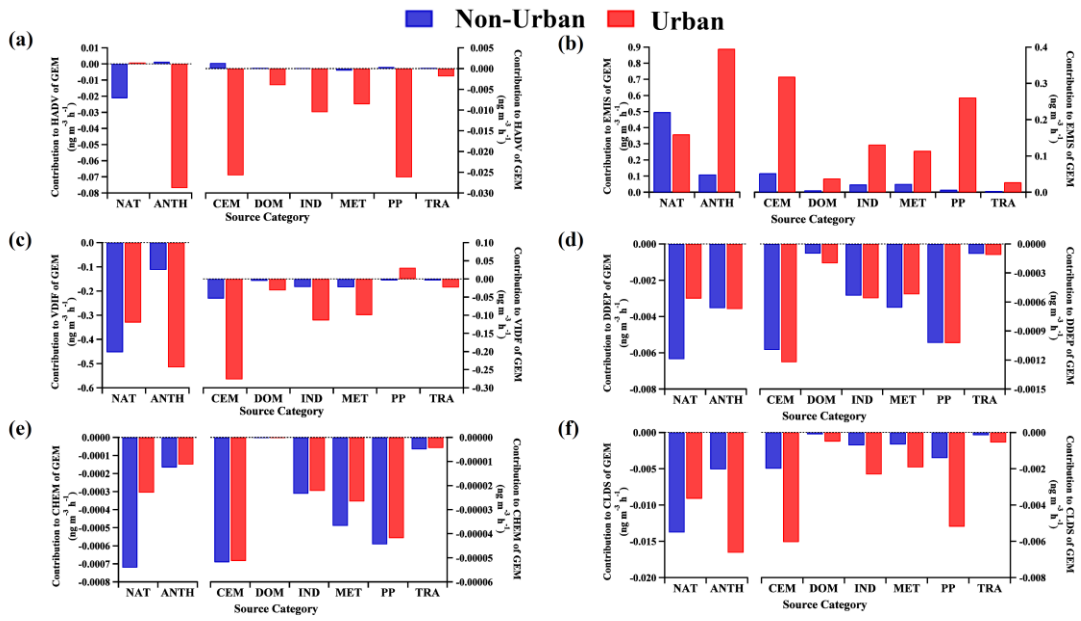 Non-Urban Urban
(a)
Contribution to HADV of GEM
(ng m⁻³ h⁻¹)
0.01
0.00
-0.01
-0.02
-0.03
-0.04
-0.05
-0.06
-0.07
-0.08
NAT ANTH CEM DOM IND MET PP TRA
Source Category
0.005
0.000
-0.005
-0.010
-0.015
-0.020
-0.025
-0.030
Contribution to HADV of GEM
(ng m⁻³ h⁻¹)
(b)
Contribution to EMIS of GEM
(ng m⁻³ h⁻¹)
0.9
0.8
0.7
0.6
0.5
0.4
0.3
0.2
0.1
0.0
NAT ANTH CEM DOM IND MET PP TRA
Source Category
0.4
0.3
0.2
0.1
0.0
Contribution to EMIS of GEM
(ng m⁻³ h⁻¹)
(c)
Contribution to VDIF of GEM
(ng m⁻³ h⁻¹)
0.0
-0.1
-0.2
-0.3
-0.4
-0.5
-0.6
NAT ANTH CEM DOM IND MET PP TRA
Source Category
0.10
0.05
0.00
-0.05
-0.10
-0.15
-0.20
-0.25
-0.30
Contribution to VIDF of GEM
(ng m⁻³ h⁻¹)
(d)
Contribution to DDEP of GEM
(ng m⁻³ h⁻¹)
0.000
-0.002
-0.004
-0.006
-0.008
NAT ANTH CEM DOM IND MET PP TRA
Source Category
0.0000
-0.0003
-0.0006
-0.0009
-0.0012
-0.0015
Contribution to DDEP of GEM
(ng m⁻³ h⁻¹)
(e)
Contribution to CHEM of GEM
(ng m⁻³ h⁻¹)
0.0000
-0.0001
-0.0002
-0.0003
-0.0004
-0.0005
-0.0006
-0.0007
-0.0008
NAT ANTH CEM DOM IND MET PP TRA
Source Category
0.00000
-0.00001
-0.00002
-0.00003
-0.00004
-0.00005
-0.00006
Contribution to CHEM of GEM
(ng m⁻³ h⁻¹)
(f)
Contribution to CLDS of GEM
(ng m⁻³ h⁻¹)
0.000
-0.005
-0.010
-0.015
-0.020
NAT ANTH CEM DOM IND MET PP TRA
Source Category
0.000
-0.002
-0.004
-0.006
-0.008
Contribution to CLDS of GEM
(ng m⁻³ h⁻¹)